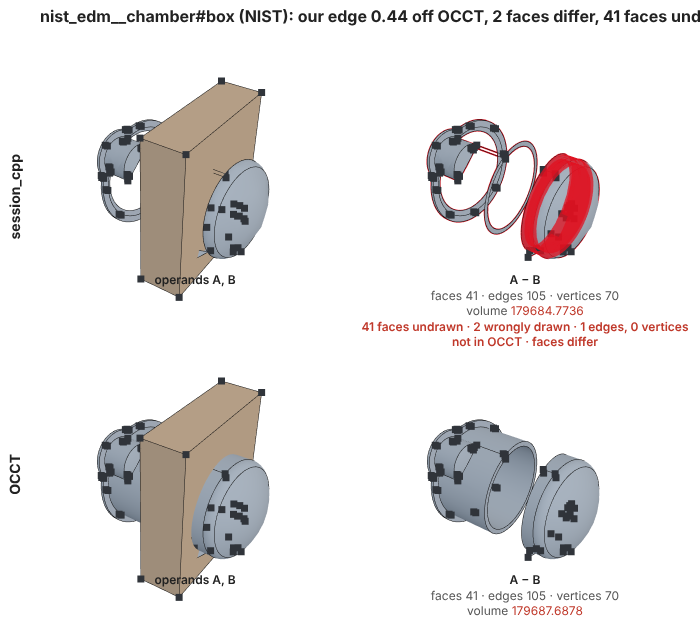 nist_edm__chamber#box (NIST): our edge 0.44 off OCCT, 2 faces differ, 41 faces und
session_cpp
operands A, B
A − B
faces 41 · edges 105 · vertices 70
volume 179684.7736
41 faces undrawn · 2 wrongly drawn · 1 edges, 0 vertices
not in OCCT · faces differ
OCCT
operands A, B
A − B
faces 41 · edges 105 · vertices 70
volume 179687.6878